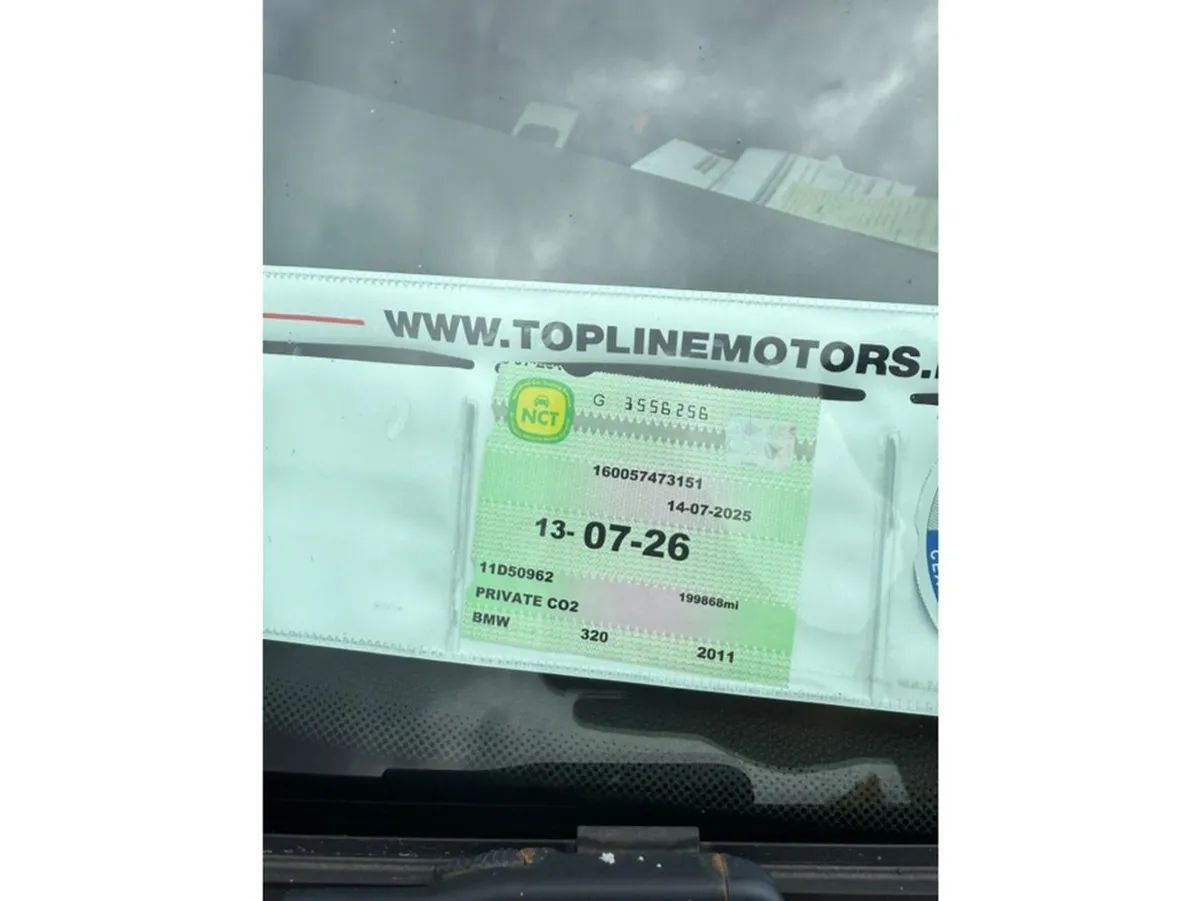 WWW.TOPLINEMOTORS.
NCT
G 3556256
160057473151
14-07-2025
13-07-26
11D50962
199868mi
PRIVATE CO2
BMW 320 2011